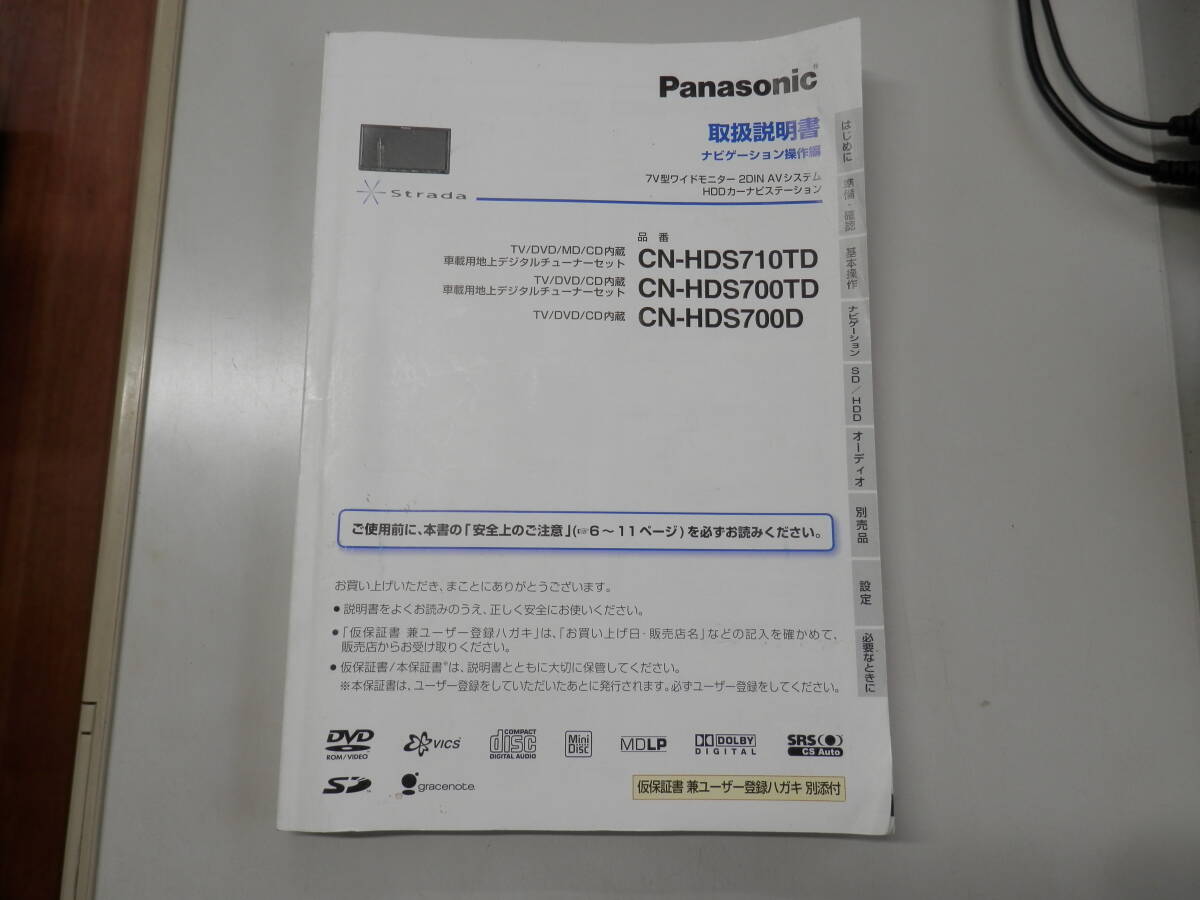 Panasonic®
取扱説明書
ナビゲーション操作編
7V型ワイドモニター 2DIN AVシステム
HDDカーナビステーション
Strada
品 番
TV/DVD/MD/CD内蔵
車載用地上デジタルチューナーセット
CN-HDS710TD
TV/DVD/CD内蔵
車載用地上デジタルチューナーセット
CN-HDS700TD
TV/DVD/CD内蔵
CN-HDS700D
ご使用前に、本書の「安全上のご注意」(☞6～11ページ)を必ずお読みください。
お買い上げいただき、まことにありがとうございます。
●説明書をよくお読みのうえ、正しく安全にお使いください。
●「仮保証書 兼ユーザー登録ハガキ」は、「お買い上げ日・販売店名」などの記入を確かめて、
販売店からお受け取りください。
●仮保証書/本保証書※は、説明書とともに大切に保管してください。
※本保証書は、ユーザー登録をしていただいたあとに発行されます。必ずユーザー登録をしてください。
DVD
ROM/VIDEO
VICS
COMPACT
disc
DIGITAL AUDIO
Mini
Disc
MDLP
DOLBY
DIGITAL
SRS
CS Auto
SD
gracenote
仮保証書 兼ユーザー登録ハガキ 別添付
はじめに
準備・確認
基本操作
ナビゲーション
SD/HDD
オーディオ
別売品
設定
必要なときに